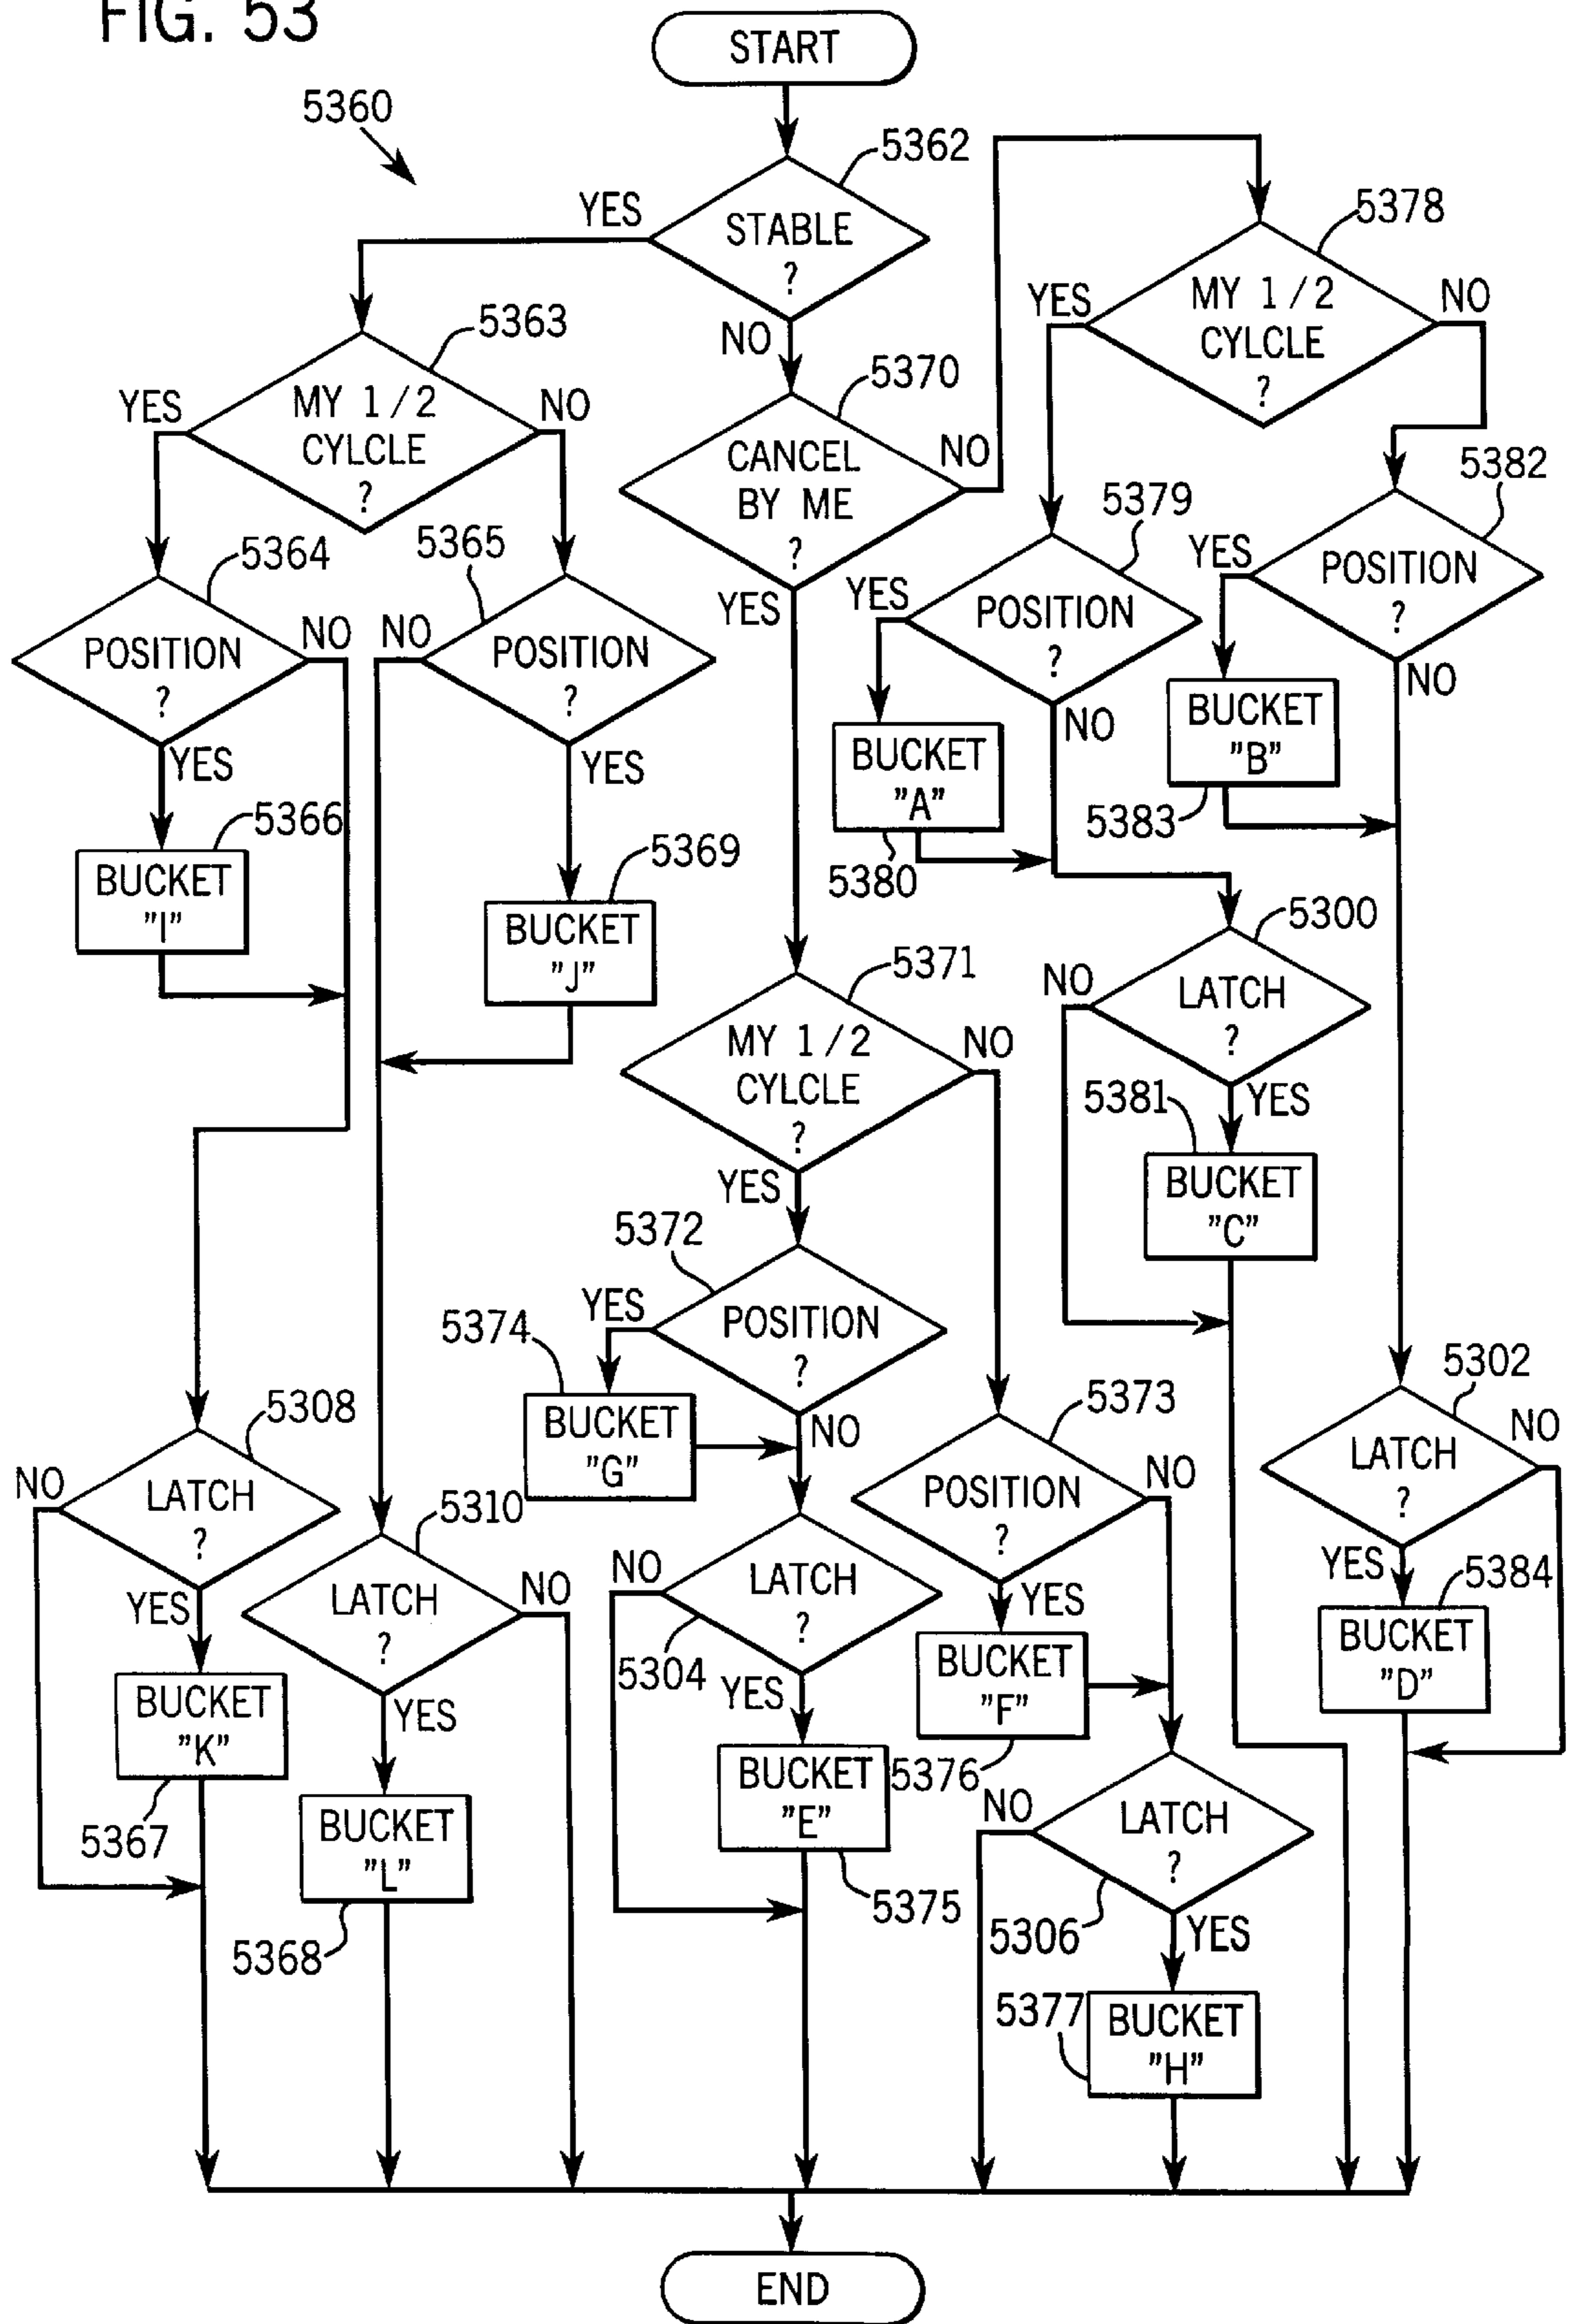 FIG. 53
START
5360
5362
YES
STABLE
?
NO
5378
YES
MY 1/2
CYLCLE
?
NO
5363
YES
MY 1/2
CYLCLE
?
NO
5370
CANCEL
BY ME
?
NO
YES
5382
YES
POSITION
?
NO
5379
YES
POSITION
?
NO
5364
POSITION
?
NO
YES
5365
NO
POSITION
?
YES
BUCKET
"B"
5383
BUCKET
"A"
5380
5366
BUCKET
"I"
5369
BUCKET
"J"
5300
NO
LATCH
?
YES
5371
MY 1/2
CYLCLE
?
NO
YES
5381
BUCKET
"C"
5372
YES
POSITION
?
NO
5374
BUCKET
"G"
5373
POSITION
?
NO
YES
5302
LATCH
?
NO
YES
5308
NO
LATCH
?
YES
5310
LATCH
?
NO
YES
NO
LATCH
?
5304
YES
BUCKET
"F"
5376
5384
BUCKET
"D"
BUCKET
"K"
5367
BUCKET
"L"
5368
BUCKET
"E"
5375
NO
LATCH
?
5306
YES
5377
BUCKET
"H"
END